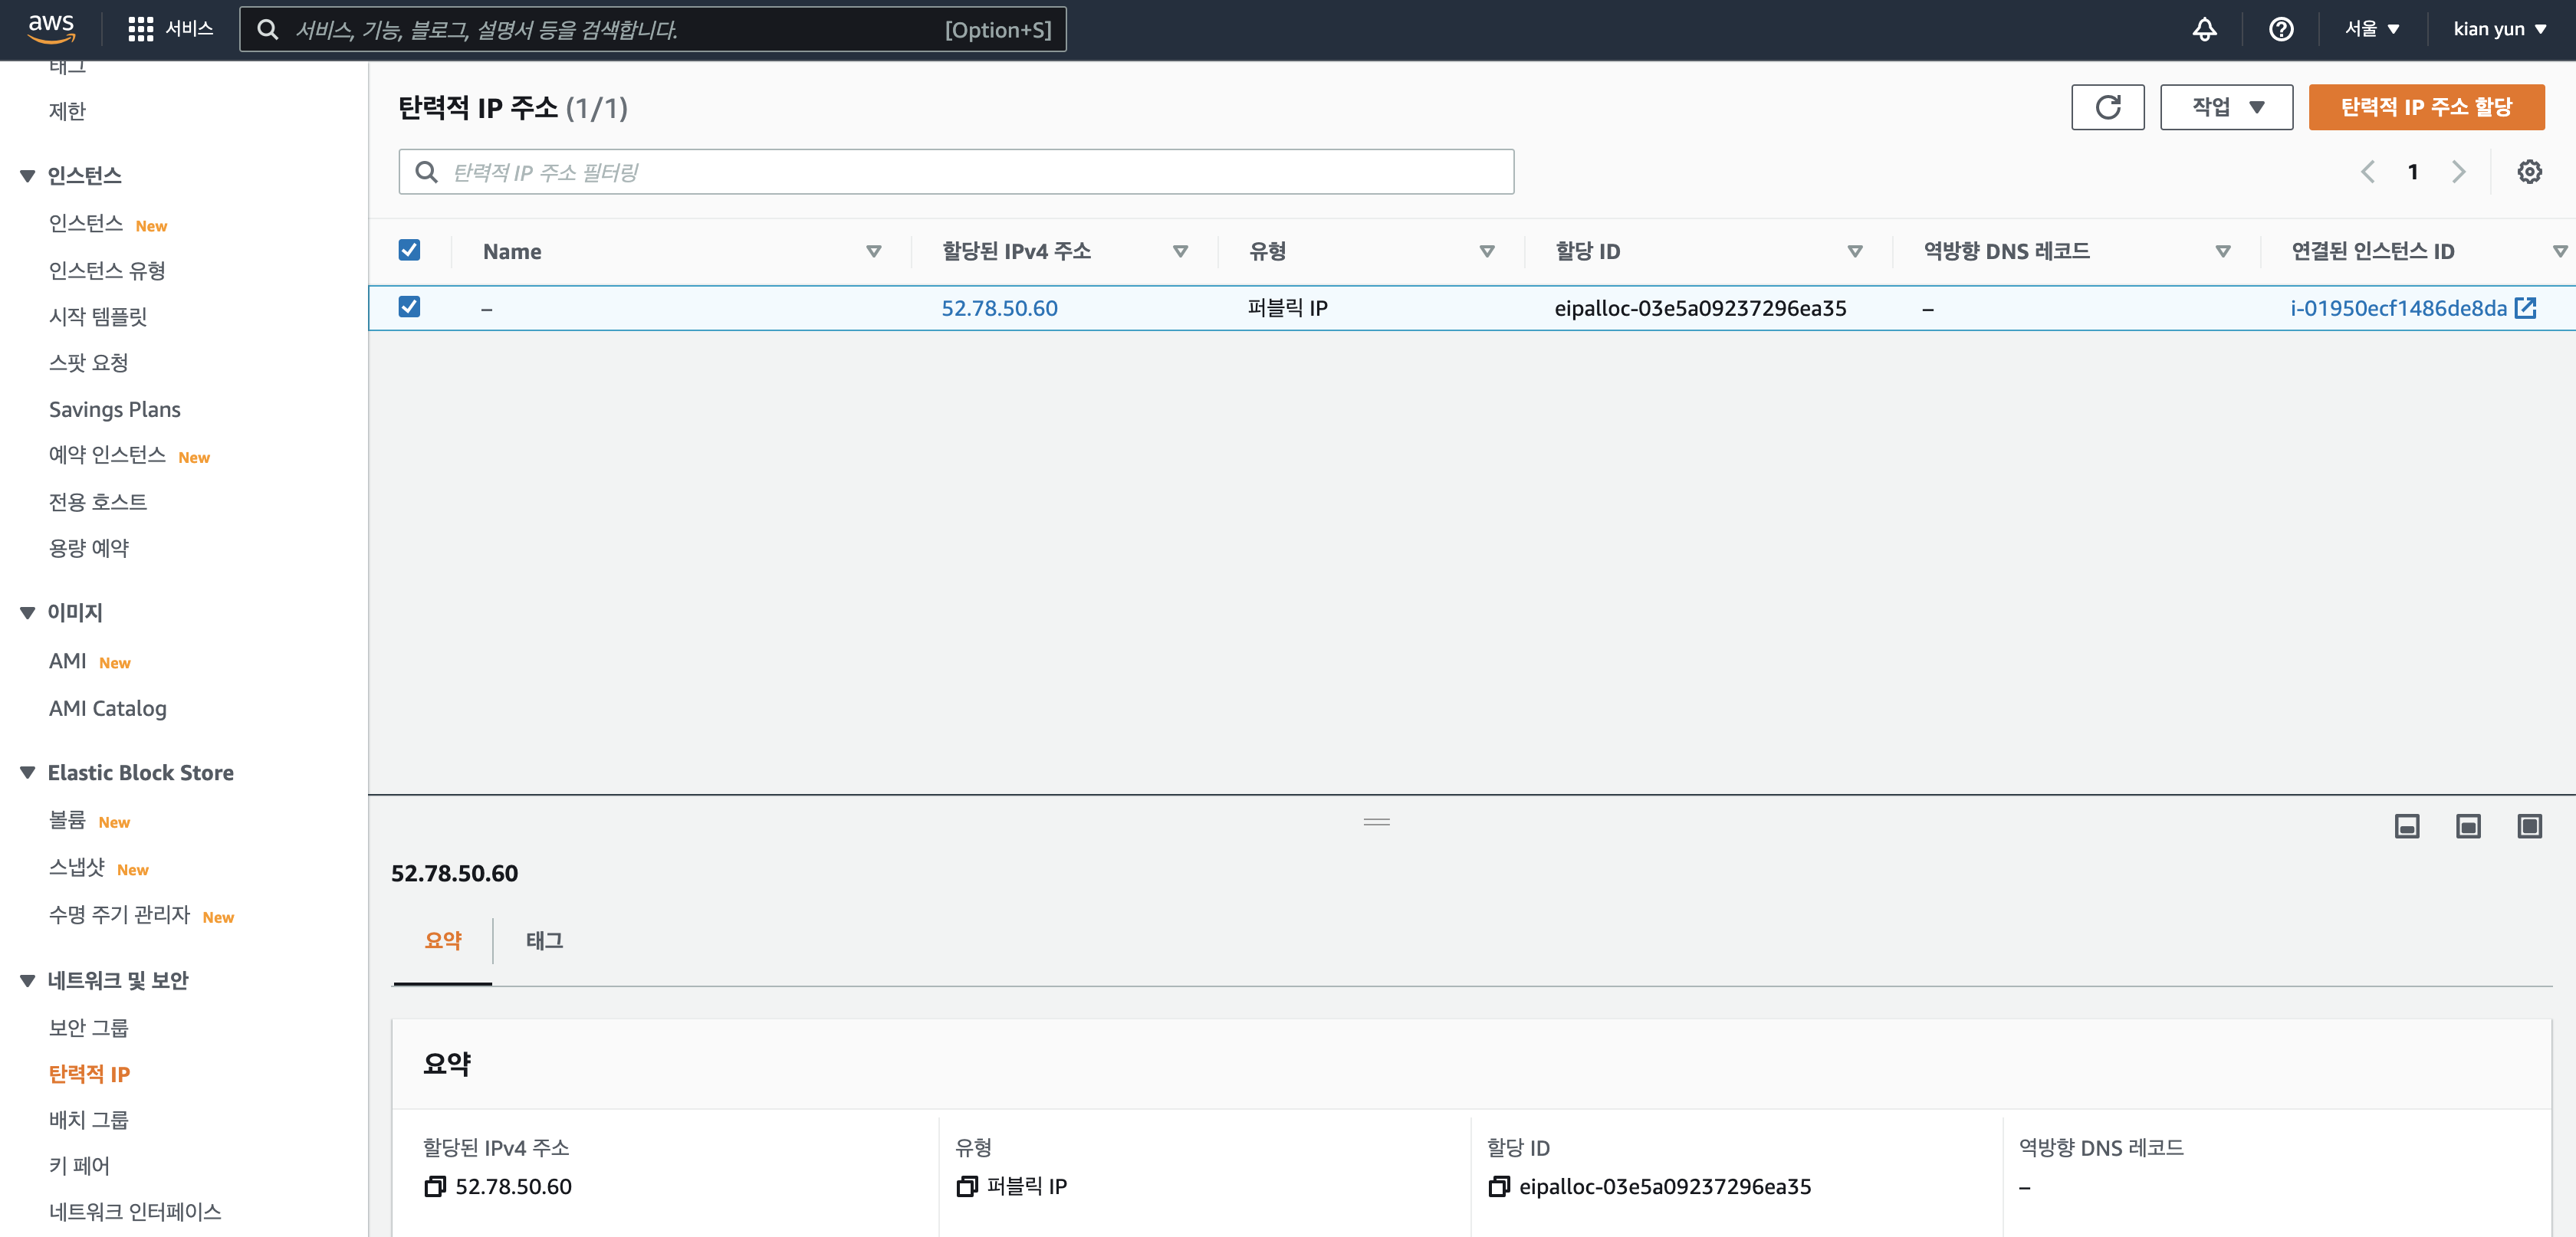 aws
서비스
서비스, 기능, 블로그, 설명서 등을 검색합니다.
[Option+S]
서울
kian yun
태그
제한
인스턴스
인스턴스 New
인스턴스 유형
시작 템플릿
스팟 요청
Savings Plans
예약 인스턴스 New
전용 호스트
용량 예약
이미지
AMI New
AMI Catalog
Elastic Block Store
볼륨 New
스냅샷 New
수명 주기 관리자 New
네트워크 및 보안
보안 그룹
탄력적 IP
배치 그룹
키 페어
네트워크 인터페이스
탄력적 IP 주소 (1/1)
작업
탄력적 IP 주소 할당
탄력적 IP 주소 필터링
1
Name 할당된 IPv4 주소 유형 할당 ID 역방향 DNS 레코드 연결된 인스턴스 ID
– 52.78.50.60 퍼블릭 IP eipalloc-03e5a09237296ea35 – i-01950ecf1486de8da
52.78.50.60
요약 태그
요약
할당된 IPv4 주소 유형 할당 ID 역방향 DNS 레코드
52.78.50.60 퍼블릭 IP eipalloc-03e5a09237296ea35 –